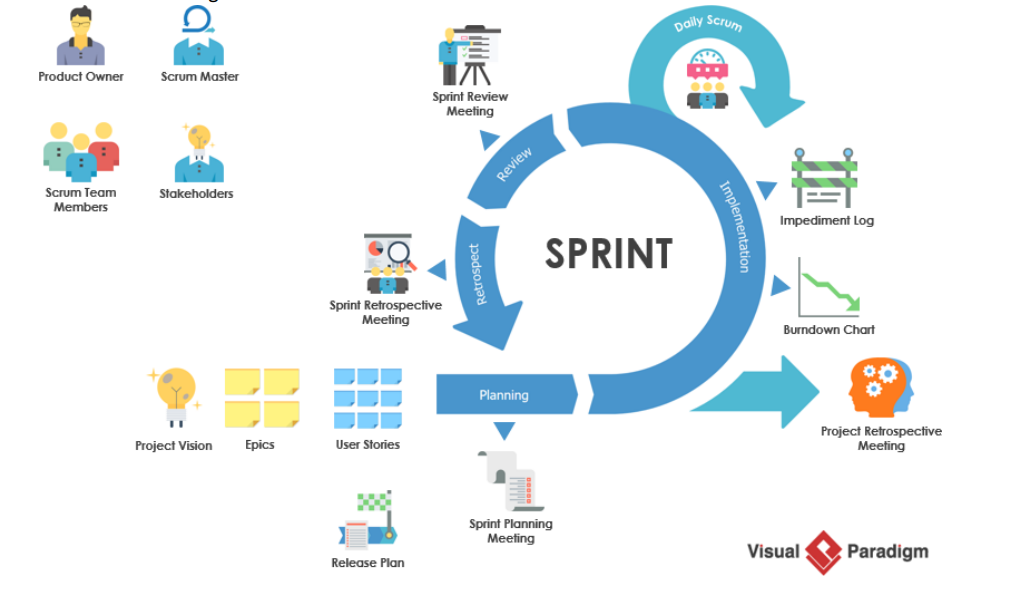 Daily Scrum
Product Owner
Scrum Master
Sprint Review
Meeting
Review
Implementation
Scrum Team
Members
Stakeholders
Impediment Log
SPRINT
Retrospect
Sprint Retrospective
Meeting
Burndown Chart
Planning
Project Vision
Epics
User Stories
Project Retrospective
Meeting
Sprint Planning
Meeting
Release Plan
Visual Paradigm